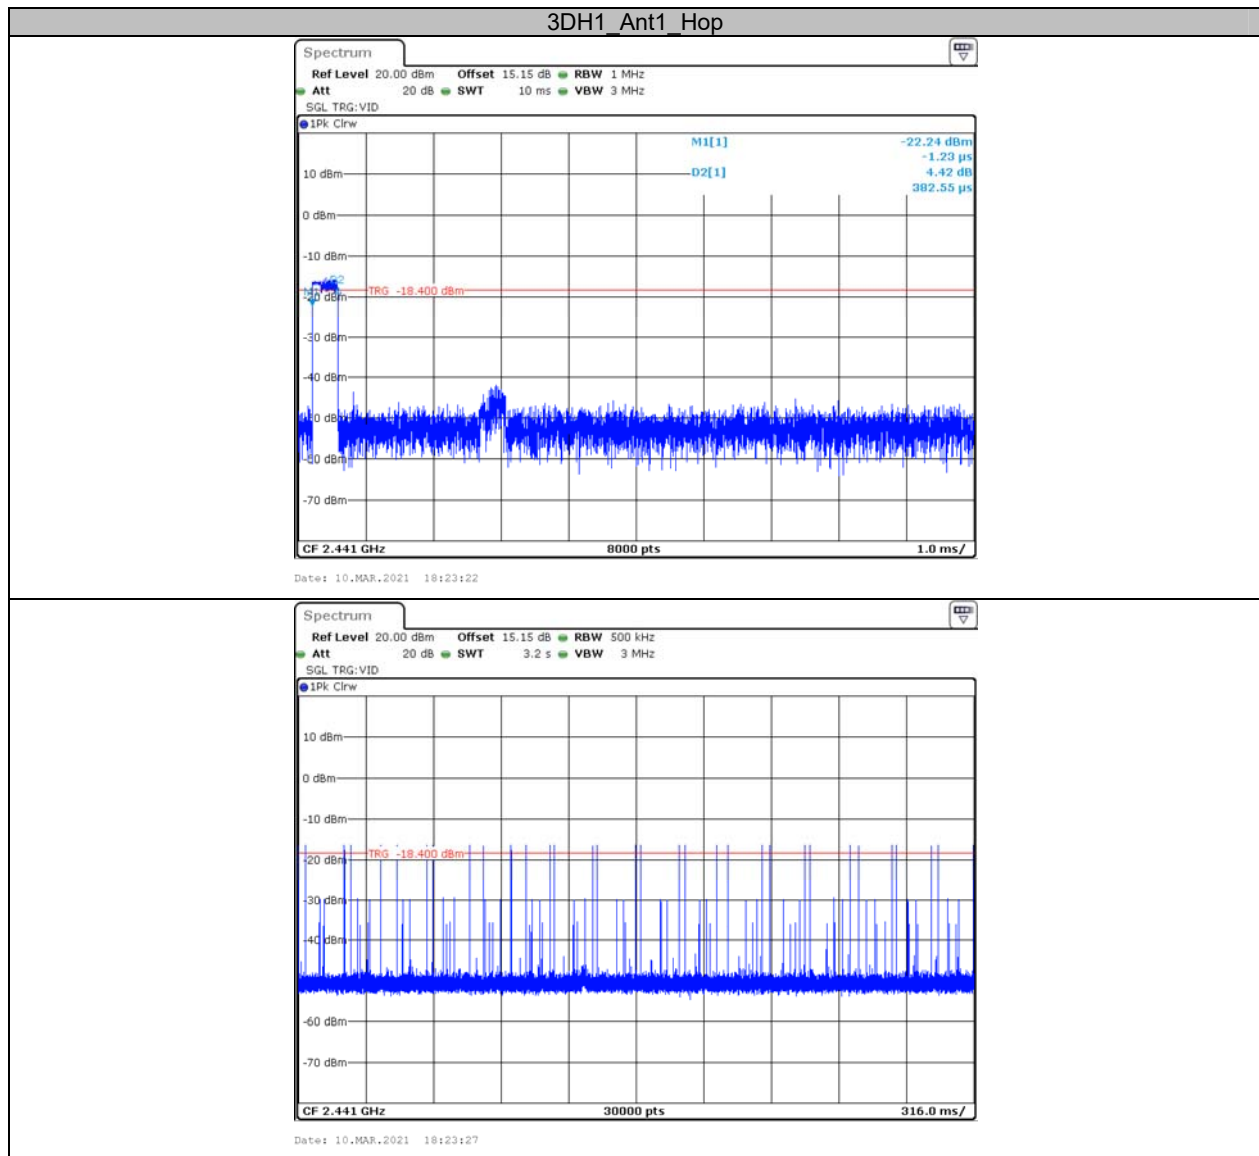 3DH1_Ant1_Hop
Spectrum
Ref Level 20.00 dBm Offset 15.15 dB RBW 1 MHz
Att 20 dB SWT 10 ms VBW 3 MHz
SGL TRG:VID
1Pk Clrw
M1[1] -22.24 dBm
-1.23 µs
D2[1] 4.42 dB
382.55 µs
10 dBm
0 dBm
-10 dBm
D2
TRG -18.400 dBm
-20 dBm
-30 dBm
-40 dBm
-70 dBm
CF 2.441 GHz 8000 pts 1.0 ms/
Date: 10.MAR.2021 18:23:22
Spectrum
Ref Level 20.00 dBm Offset 15.15 dB RBW 500 kHz
Att 20 dB SWT 3.2 s VBW 3 MHz
SGL TRG:VID
1Pk Clrw
10 dBm
0 dBm
-10 dBm
TRG -18.400 dBm
-20 dBm
-30 dBm
-40 dBm
-60 dBm
-70 dBm
CF 2.441 GHz 30000 pts 316.0 ms/
Date: 10.MAR.2021 18:23:27